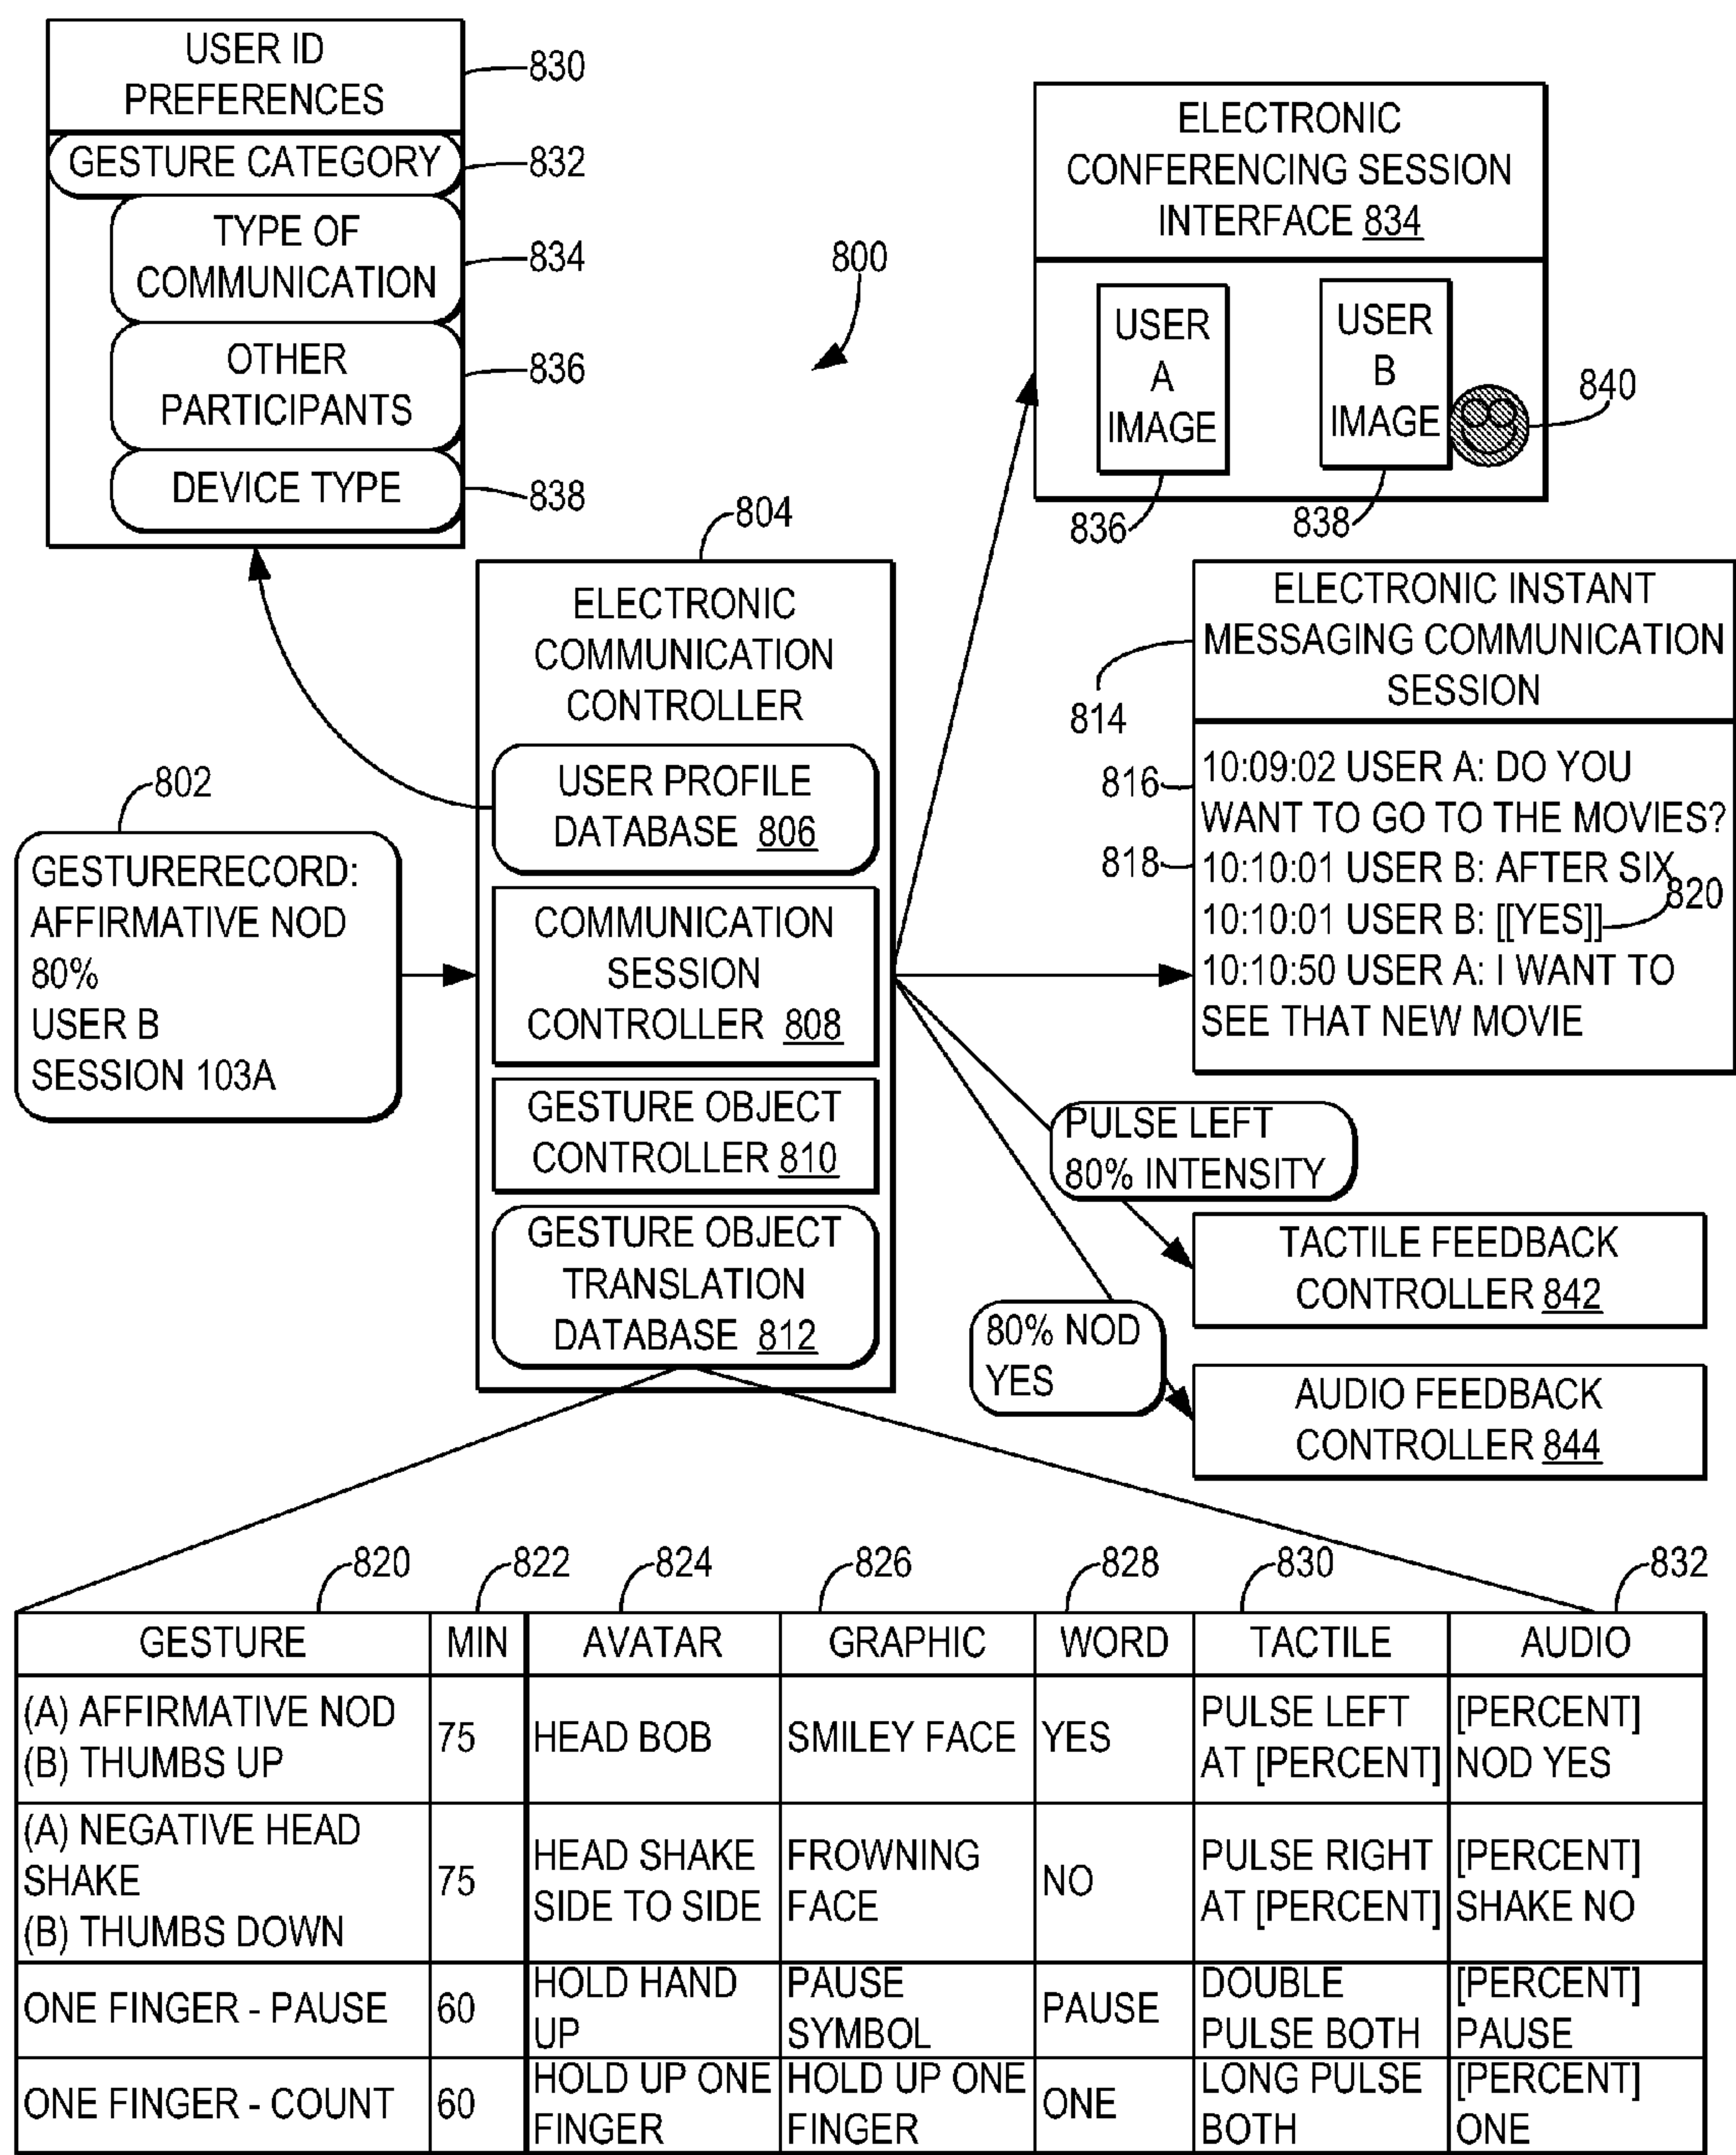 USER ID
PREFERENCES
830
GESTURE CATEGORY
832
TYPE OF
COMMUNICATION
834
OTHER
PARTICIPANTS
836
DEVICE TYPE
838
800
ELECTRONIC
CONFERENCING SESSION
INTERFACE 834
USER
A
IMAGE
USER
B
IMAGE
840
836
838
804
ELECTRONIC
COMMUNICATION
CONTROLLER
USER PROFILE
DATABASE 806
COMMUNICATION
SESSION
CONTROLLER 808
GESTURE OBJECT
CONTROLLER 810
GESTURE OBJECT
TRANSLATION
DATABASE 812
802
GESTURERECORD:
AFFIRMATIVE NOD
80%
USER B
SESSION 103A
ELECTRONIC INSTANT
MESSAGING COMMUNICATION
SESSION
814
816
10:09:02 USER A: DO YOU
WANT TO GO TO THE MOVIES?
818
10:10:01 USER B: AFTER SIX
10:10:01 USER B: [[YES]]
820
10:10:50 USER A: I WANT TO
SEE THAT NEW MOVIE
PULSE LEFT
80% INTENSITY
TACTILE FEEDBACK
CONTROLLER 842
80% NOD
YES
AUDIO FEEDBACK
CONTROLLER 844
820 822 824 826 828 830 832
GESTURE MIN AVATAR GRAPHIC WORD TACTILE AUDIO
(A) AFFIRMATIVE NOD
(B) THUMBS UP
75
HEAD BOB
SMILEY FACE
YES
PULSE LEFT
AT [PERCENT]
[PERCENT]
NOD YES
(A) NEGATIVE HEAD
SHAKE
(B) THUMBS DOWN
75
HEAD SHAKE
SIDE TO SIDE
FROWNING
FACE
NO
PULSE RIGHT
AT [PERCENT]
[PERCENT]
SHAKE NO
ONE FINGER - PAUSE
60
HOLD HAND
UP
PAUSE
SYMBOL
PAUSE
DOUBLE
PULSE BOTH
[PERCENT]
PAUSE
ONE FINGER - COUNT
60
HOLD UP ONE
FINGER
HOLD UP ONE
FINGER
ONE
LONG PULSE
BOTH
[PERCENT]
ONE